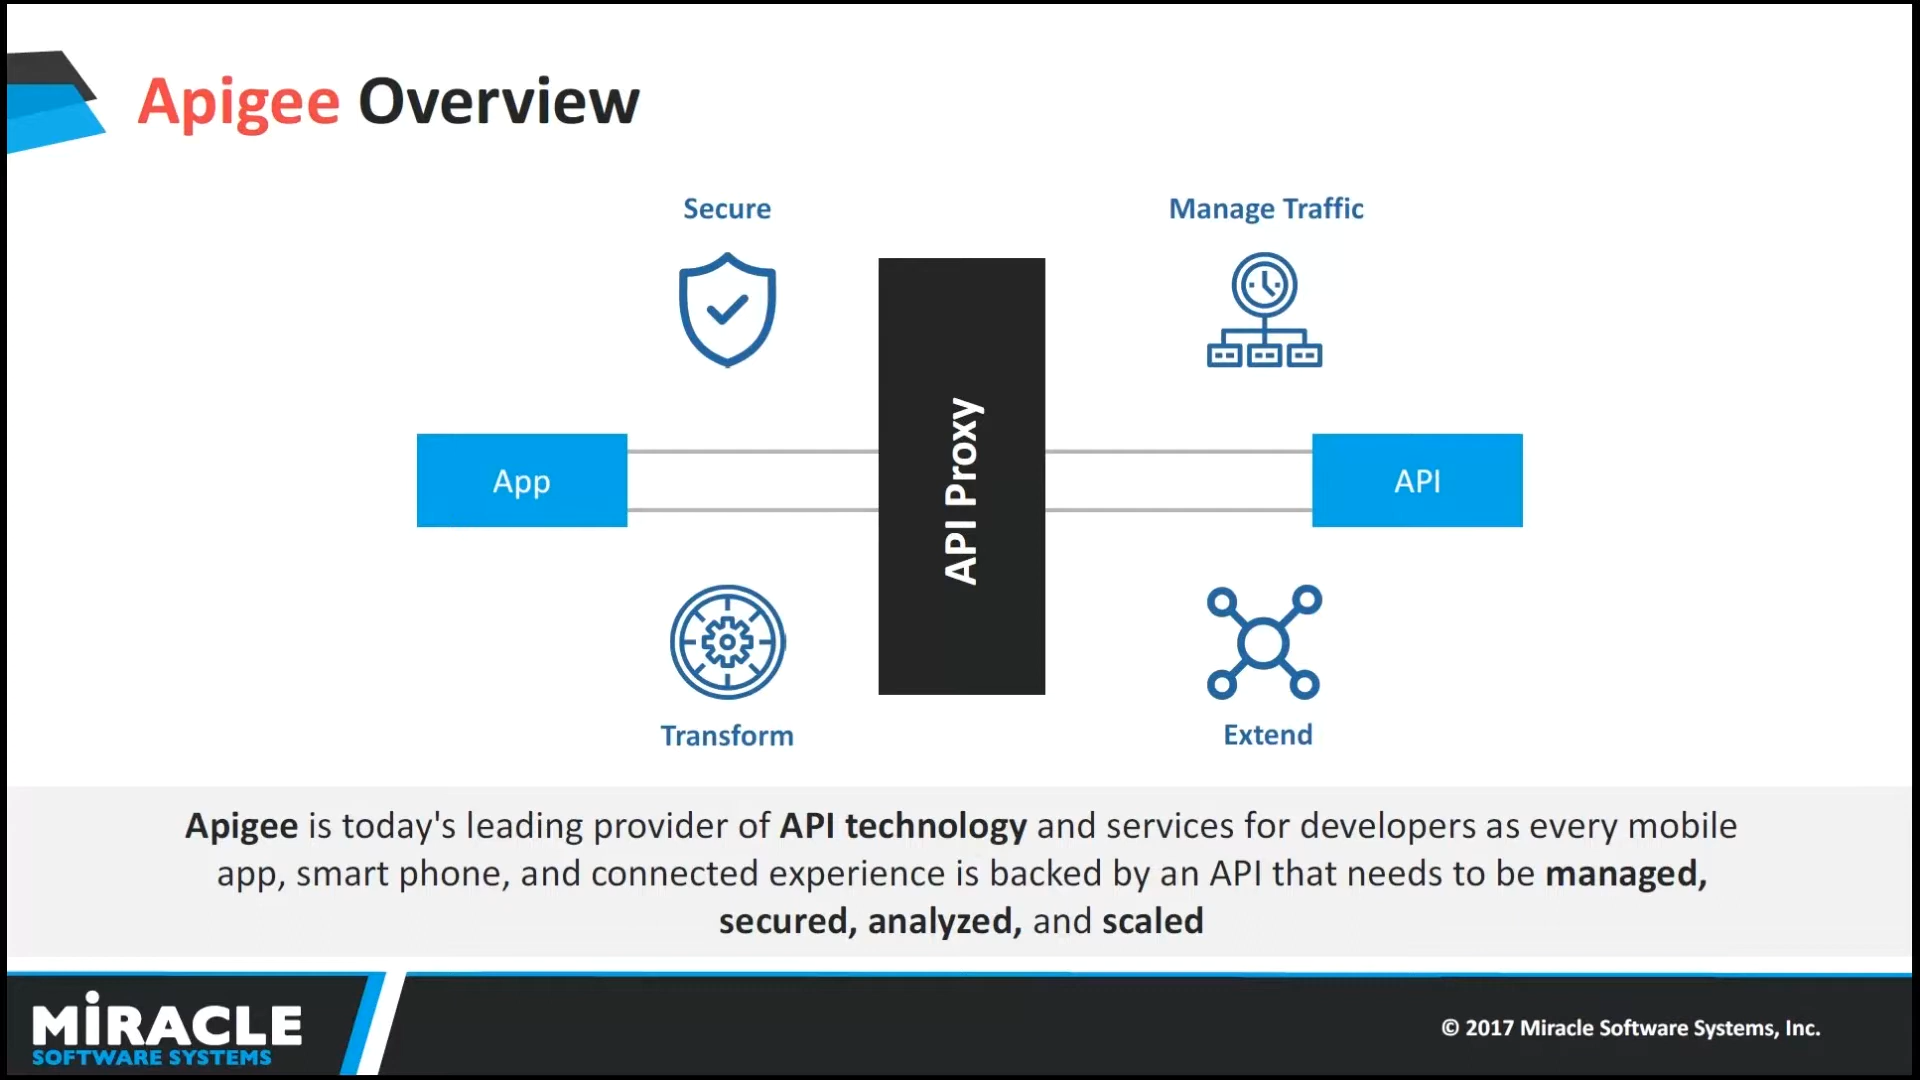 Apigee Overview
Secure
Manage Traffic
App
API Proxy
API
Transform
Extend
Apigee is today's leading provider of API technology and services for developers as every mobile
app, smart phone, and connected experience is backed by an API that needs to be managed,
secured, analyzed, and scaled
MiRACLE
SOFTWARE SYSTEMS
© 2017 Miracle Software Systems, Inc.